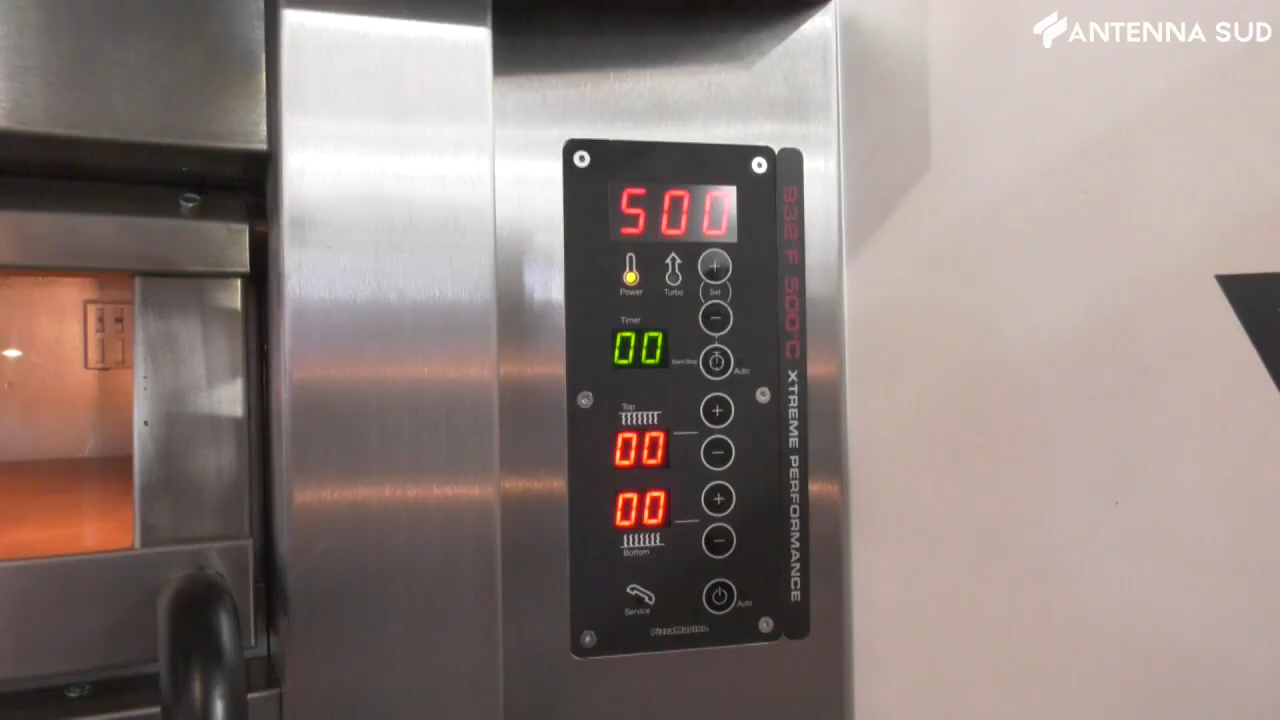 ANTENNA SUD
500
Power
Turbo
Set
Timer
00
Start/Stop
Auto
Top
00
00
Bottom
Service
Auto
PizzaMaster
932°F 500°C XTREME PERFORMANCE